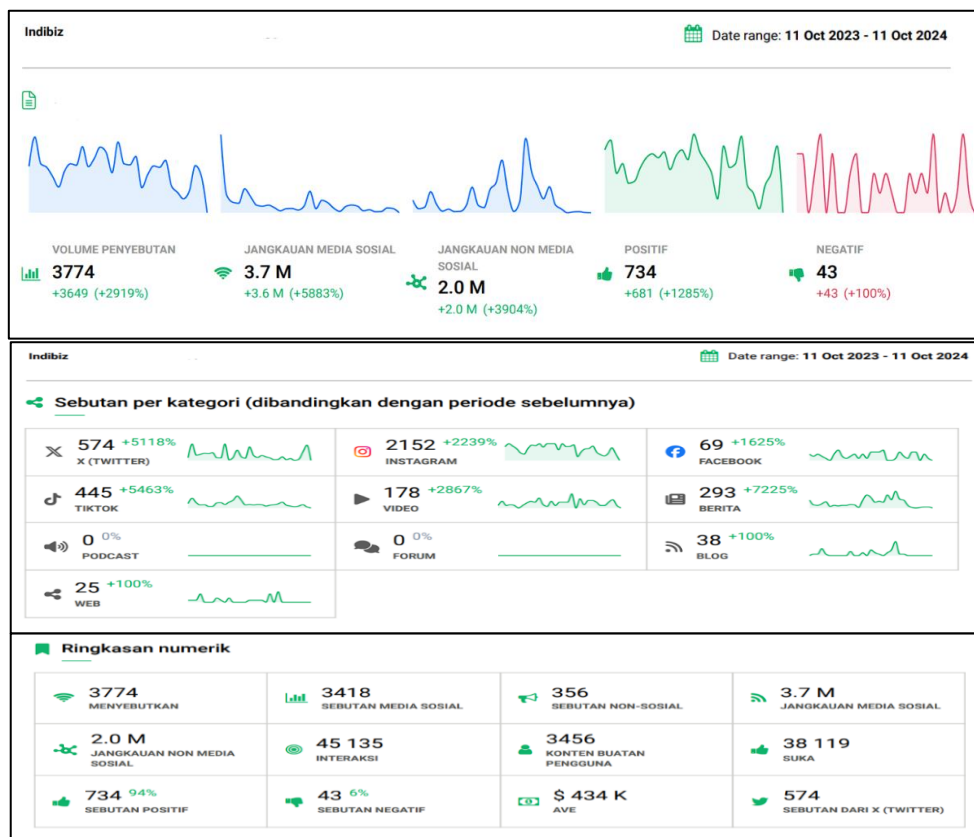 Indibiz
Date range: 11 Oct 2023 - 11 Oct 2024
VOLUME PENYEBUTAN
3774
+3649 (+2919%)
JANGKAUAN MEDIA SOSIAL
3.7 M
+3.6 M (+5883%)
JANGKAUAN NON MEDIA
SOSIAL
2.0 M
+2.0 M (+3904%)
POSITIF
734
+681 (+1285%)
NEGATIF
43
+43 (+100%)
Indibiz
Date range: 11 Oct 2023 - 11 Oct 2024
Sebutan per kategori (dibandingkan dengan periode sebelumnya)
574 +5118%
X (TWITTER)
2152 +2239%
INSTAGRAM
69 +1625%
FACEBOOK
445 +5463%
TIKTOK
178 +2867%
VIDEO
293 +7225%
BERITA
0 0%
PODCAST
0 0%
FORUM
38 +100%
BLOG
25 +100%
WEB
Ringkasan numerik
3774
MENYEBUTKAN
3418
SEBUTAN MEDIA SOSIAL
356
SEBUTAN NON-SOSIAL
3.7 M
JANGKAUAN MEDIA SOSIAL
2.0 M
JANGKAUAN NON MEDIA
SOSIAL
45 135
INTERAKSI
3456
KONTEN BUATAN
PENGGUNA
38 119
SUKA
734 94%
SEBUTAN POSITIF
43 6%
SEBUTAN NEGATIF
$ 434 K
AVE
574
SEBUTAN DARI X (TWITTER)